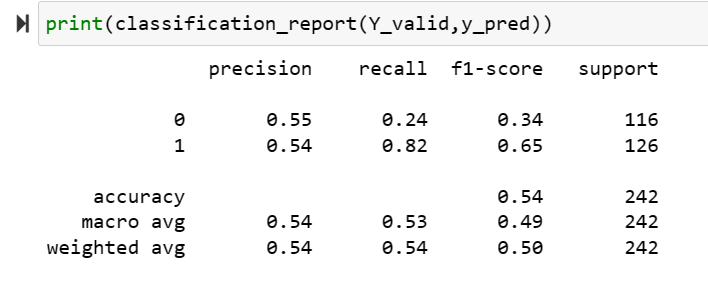 print(classification_report(Y_valid,y_pred))
precision recall f1-score support
0 0.55 0.24 0.34 116
1 0.54 0.82 0.65 126
accuracy 0.54 242
macro avg 0.54 0.53 0.49 242
weighted avg 0.54 0.54 0.50 242